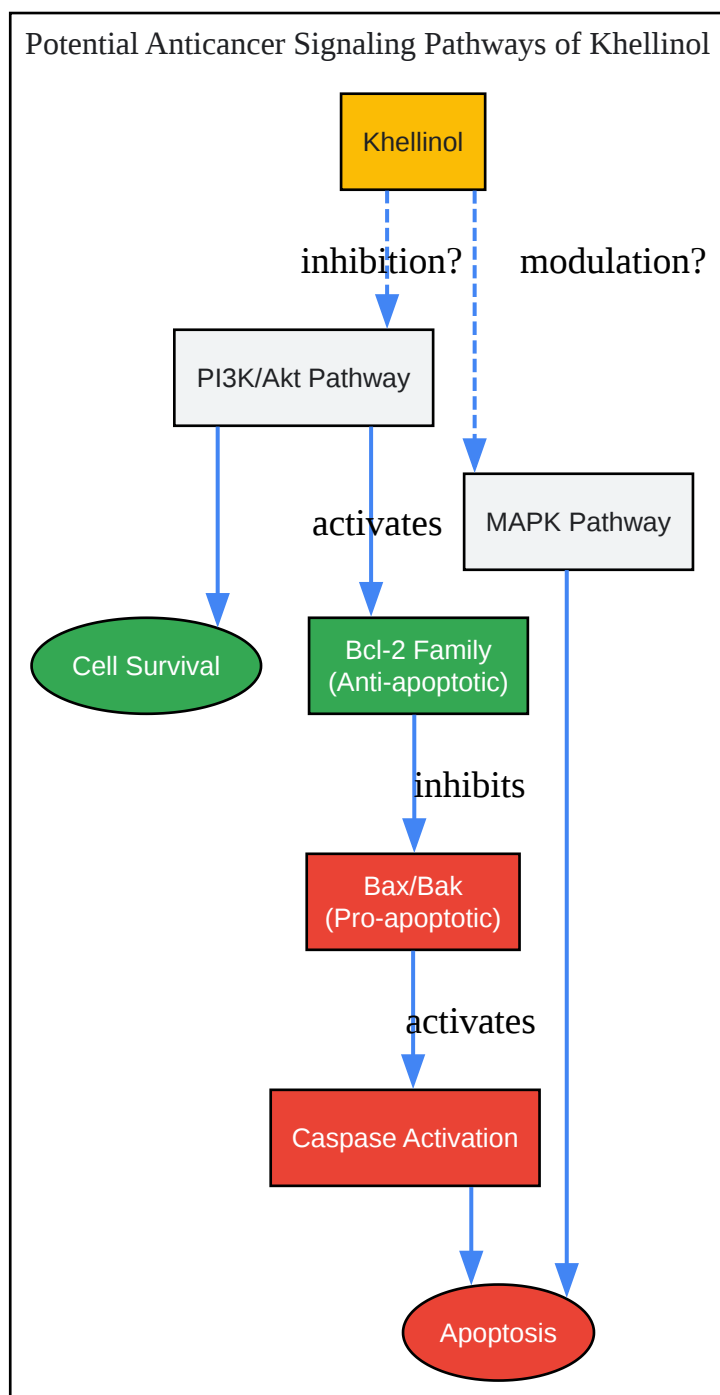 Potential Anticancer Signaling Pathways of Khellinol
Khellinol
inhibition?
modulation?
PI3K/Akt Pathway
activates
MAPK Pathway
Cell Survival
Bcl-2 Family
(Anti-apoptotic)
inhibits
Bax/Bak
(Pro-apoptotic)
activates
Caspase Activation
Apoptosis